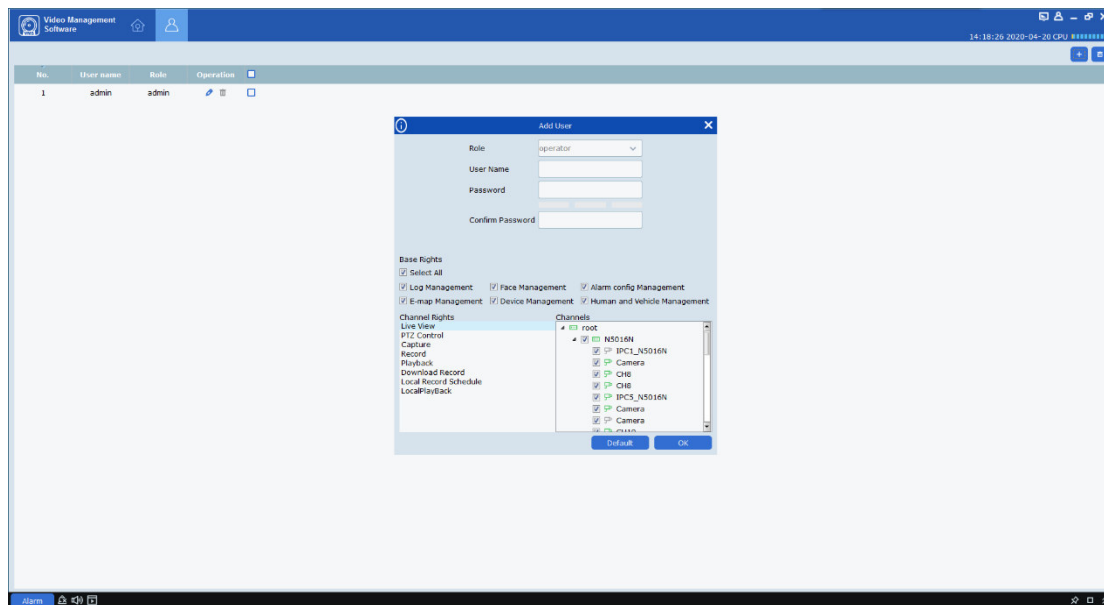 Video Management
Software
14:18:26 2020-04-20 CPU
No. User name Role Operation
1 admin admin
Add User
Role operator
User Name
Password
Confirm Password
Base Rights
Select All
Log Management Face Management Alarm config Management
E-map Management Device Management Human and Vehicle Management
Channel Rights Channels
Live View root
PTZ Control N5016N
Capture IPC1_N5016N
Record Camera
Playback CH8
Download Record CH8
Local Record Schedule IPC5_N5016N
LocalPlayBack Camera
Camera
Default OK
Alarm